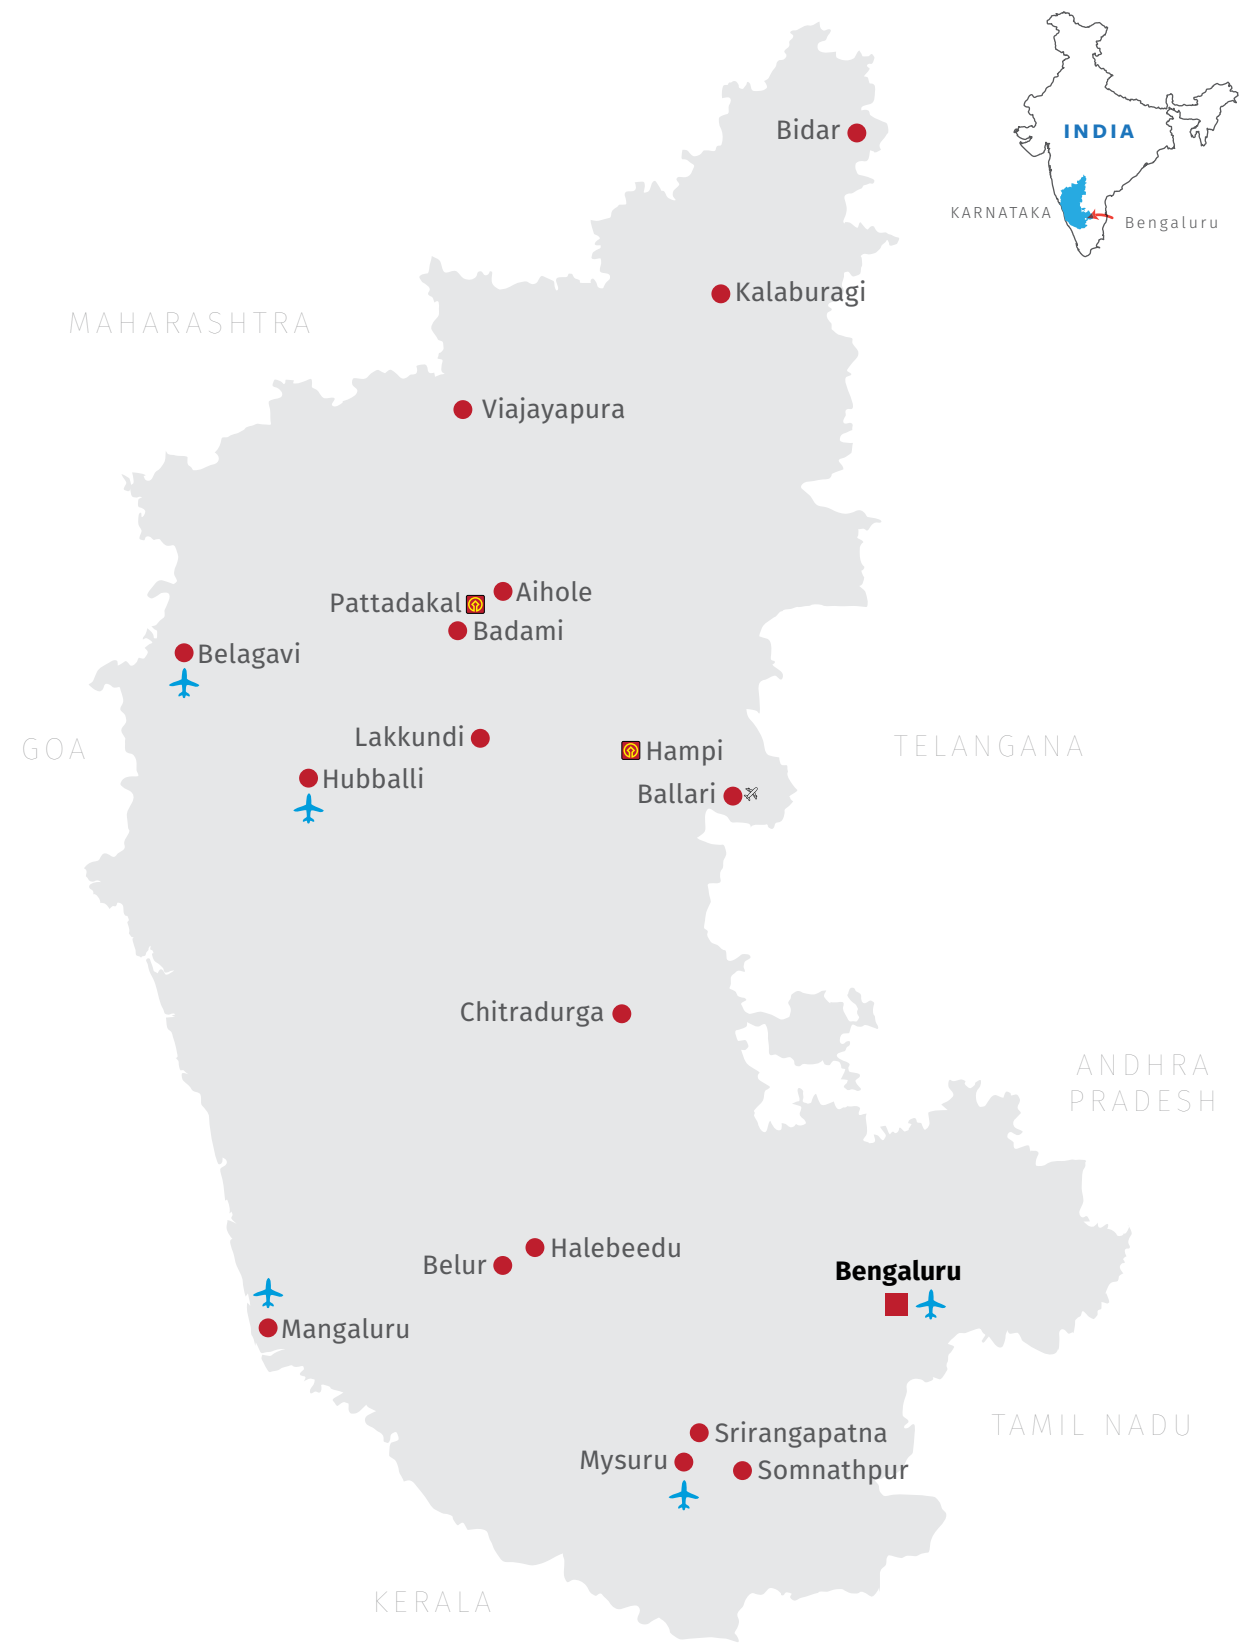 Bidar
INDIA
KARNATAKA
Bengaluru
Kalaburagi
MAHARASHTRA
Viajayapura
Aihole
Pattadakal
Badami
Belagavi
Lakkundi
GOA
Hampi
TELANGANA
Hubballi
Ballari
Chitradurga
ANDHRA
PRADESH
Halebeedu
Belur
Bengaluru
Mangaluru
TAMIL NADU
Srirangapatna
Mysuru
Somnathpur
KERALA